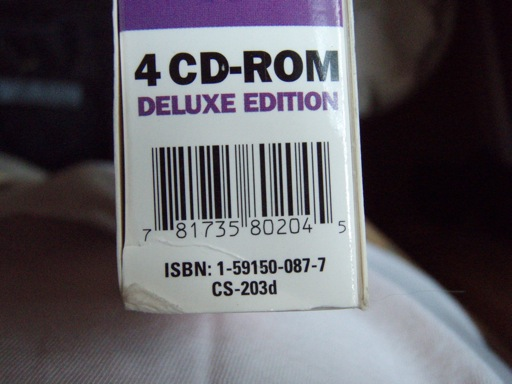 4 CD-ROM
DELUXE EDITION
7 81735 80204 5
ISBN: 1-59150-087-7
CS-203d